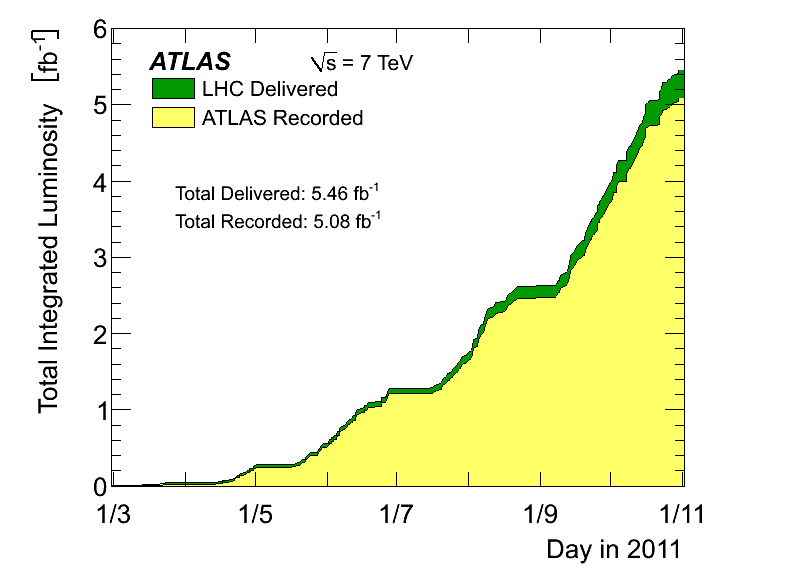 ATLAS √s = 7 TeV
LHC Delivered
ATLAS Recorded
Total Delivered: 5.46 fb⁻¹
Total Recorded: 5.08 fb⁻¹
Total Integrated Luminosity [fb⁻¹]
6
5
4
3
2
1
0
1/3 1/5 1/7 1/9 1/11
Day in 2011